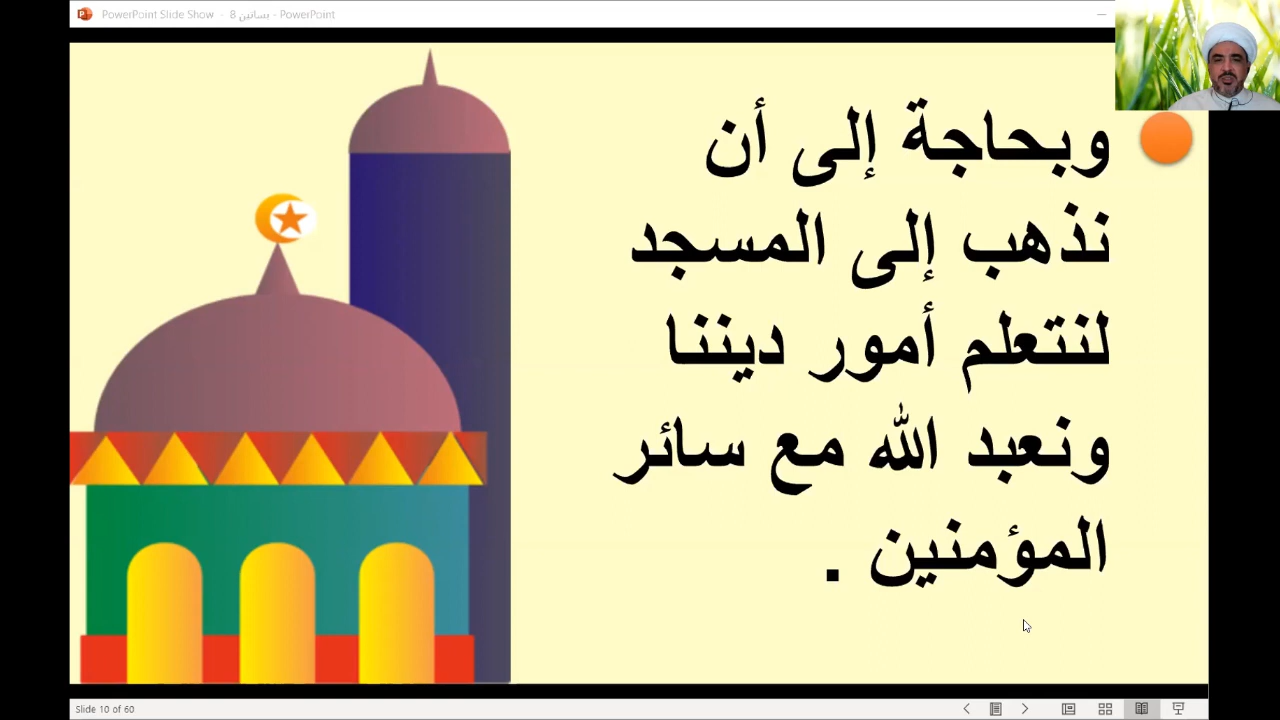 PowerPoint Slide Show - بساتين 8 - PowerPoint
وبحاجة إلى أن
نذهب إلى المسجد
لنتعلم أمور ديننا
ونعبد الله مع سائر
المؤمنين .
Slide 10 of 60